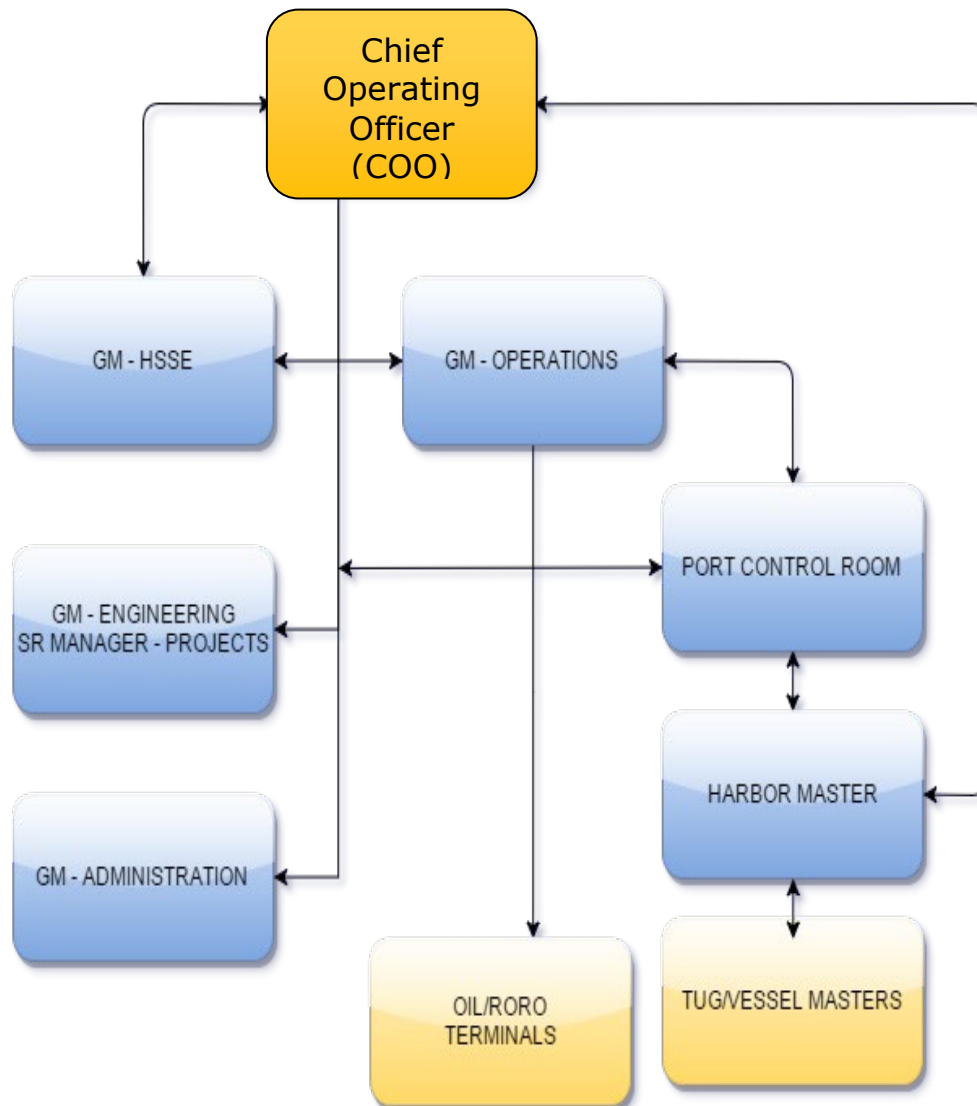 Chief
Operating
Officer
(COO)
GM - HSSE
GM - OPERATIONS
PORT CONTROL ROOM
GM - ENGINEERING
SR MANAGER - PROJECTS
HARBOR MASTER
GM - ADMINISTRATION
OIL/RORO
TERMINALS
TUG/VESSEL MASTERS